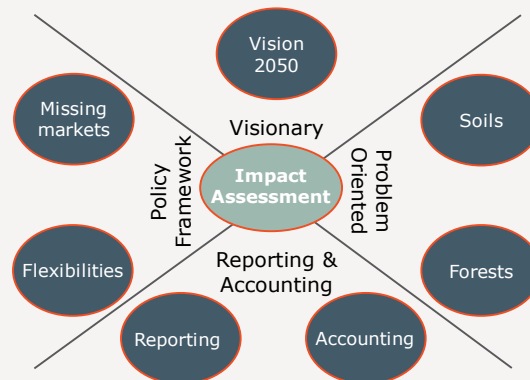 Vision
2050
Missing
markets
Soils
Visionary
Policy
Framework
Impact
Assessment
Problem
Oriented
Reporting &
Accounting
Flexibilities
Forests
Reporting
Accounting